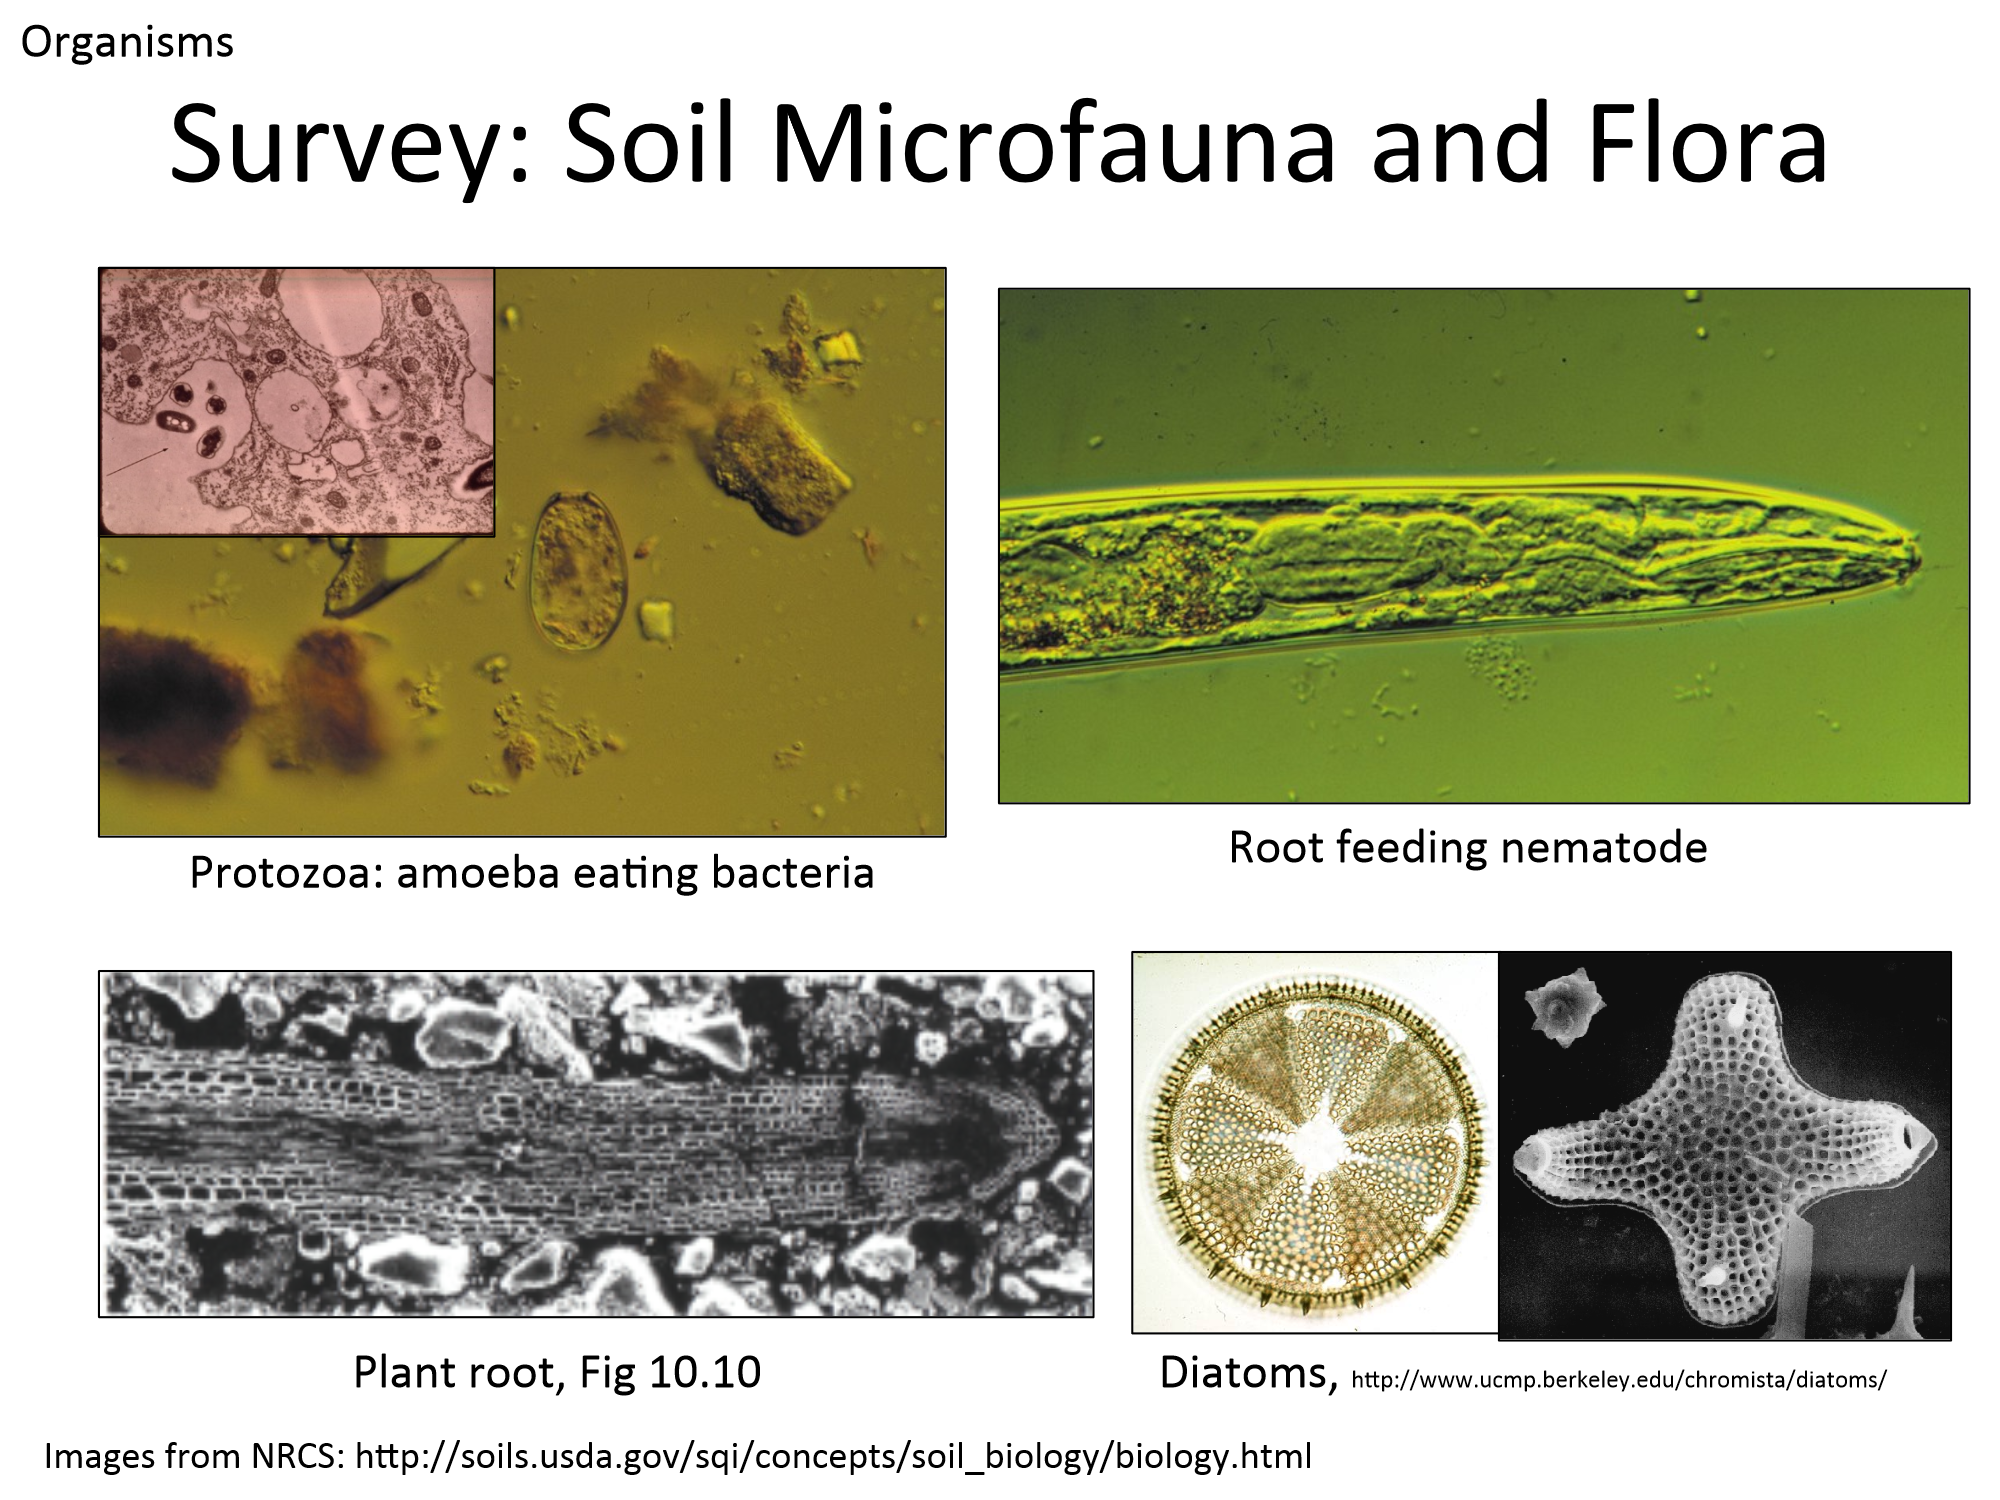 Organisms
Survey: Soil Microfauna and Flora
Protozoa: amoeba eating bacteria
Root feeding nematode
Plant root, Fig 10.10
Diatoms, http://www.ucmp.berkeley.edu/chromista/diatoms/
Images from NRCS: http://soils.usda.gov/sqi/concepts/soil_biology/biology.html